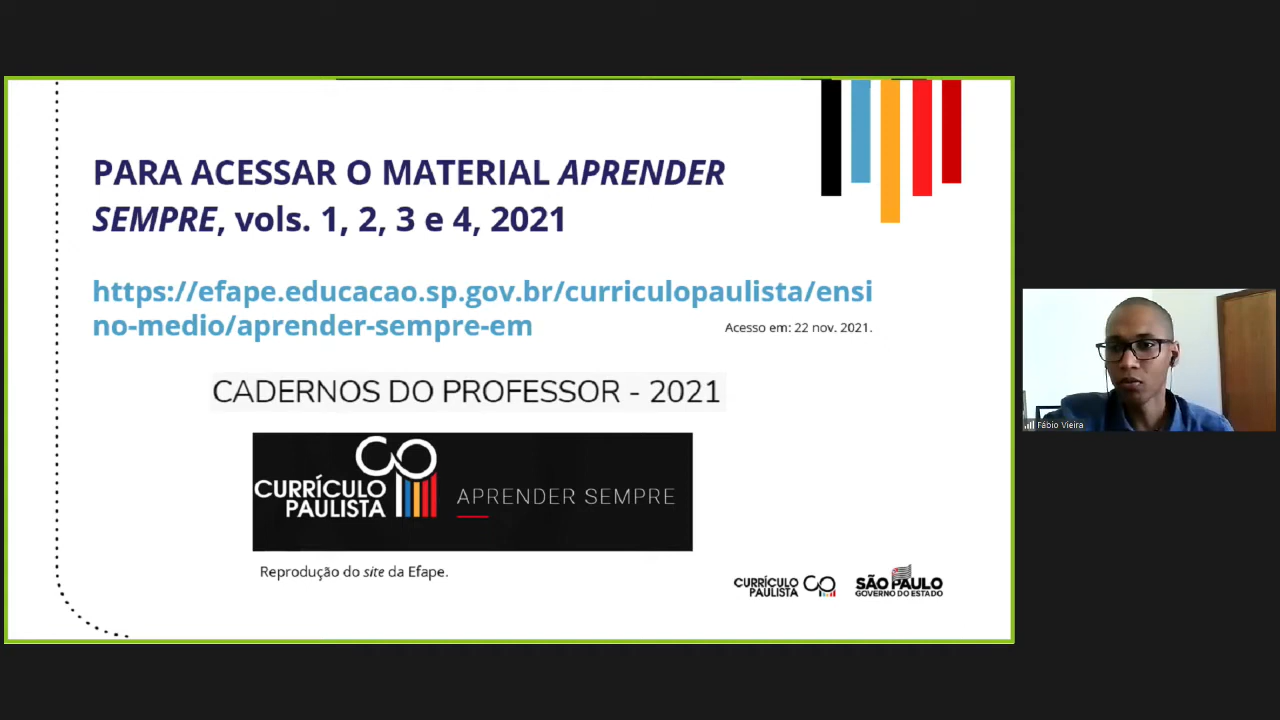 PARA ACESSAR O MATERIAL APRENDER
SEMPRE, vols. 1, 2, 3 e 4, 2021
https://efape.educacao.sp.gov.br/curriculopaulista/ensi
no-medio/aprender-sempre-em
Acesso em: 22 nov. 2021.
CADERNOS DO PROFESSOR - 2021
CURRÍCULO
PAULISTA
APRENDER SEMPRE
Reprodução do site da Efape.
CURRÍCULO
PAULISTA
SÃO PAULO
GOVERNO DO ESTADO
Fábio Vieira